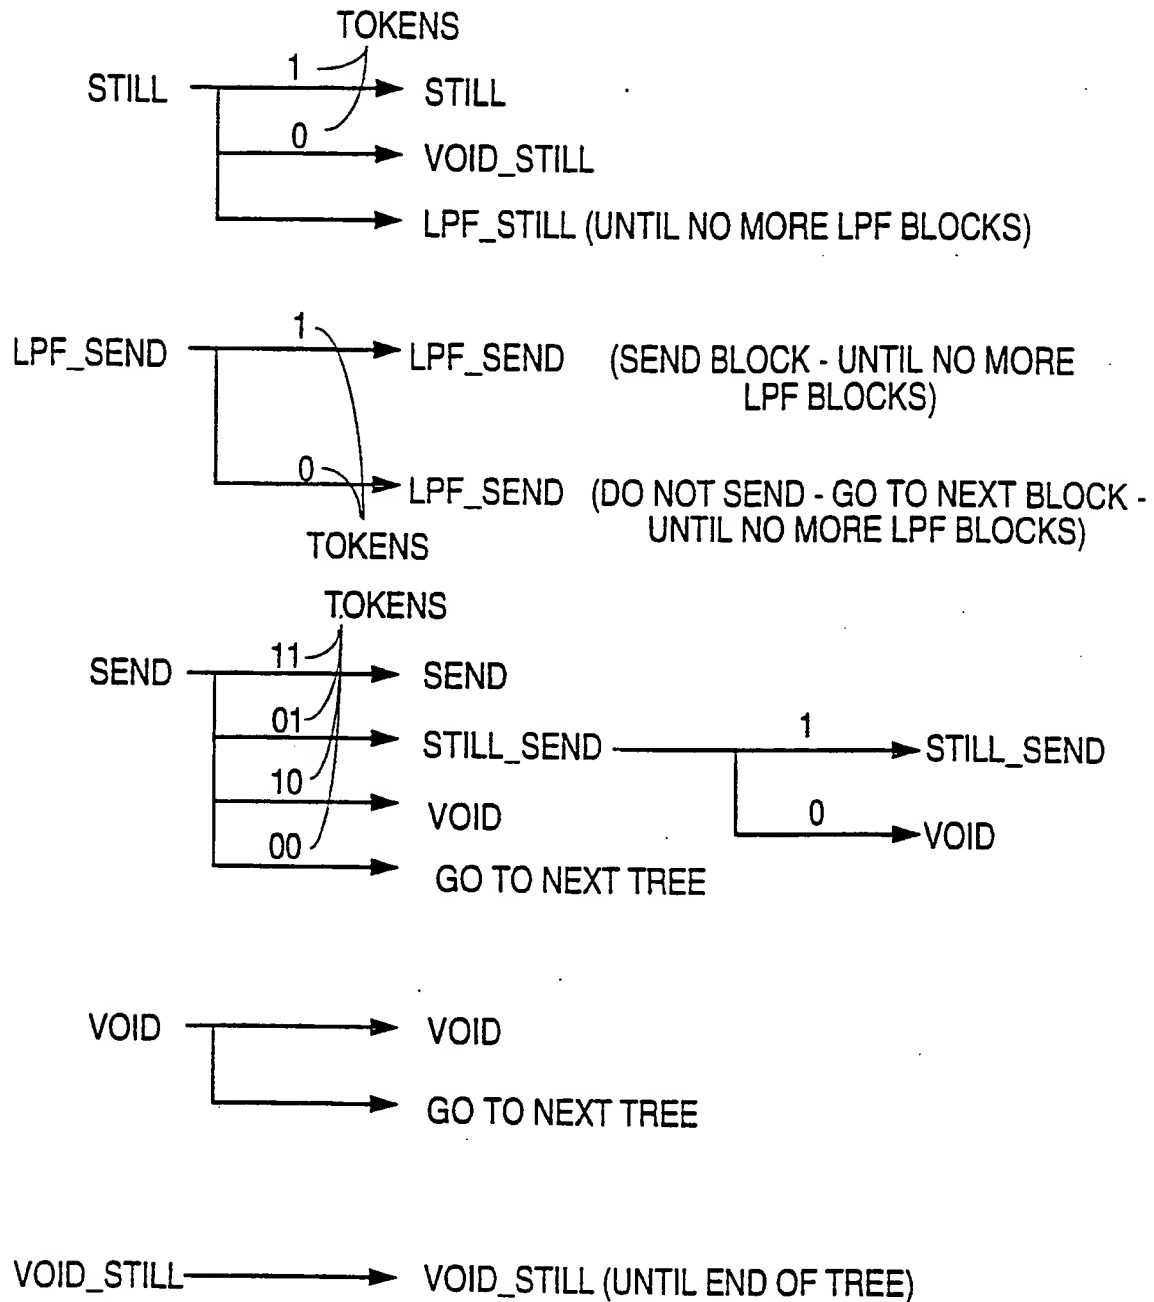 TOKENS
STILL
1
STILL
0
VOID_STILL
LPF_STILL (UNTIL NO MORE LPF BLOCKS)
LPF_SEND
1
LPF_SEND (SEND BLOCK - UNTIL NO MORE
LPF BLOCKS)
0
LPF_SEND (DO NOT SEND - GO TO NEXT BLOCK -
UNTIL NO MORE LPF BLOCKS)
TOKENS
TOKENS
SEND
11
SEND
01
STILL_SEND
1
STILL_SEND
10
VOID
0
VOID
00
GO TO NEXT TREE
VOID
VOID
GO TO NEXT TREE
VOID_STILL
VOID_STILL (UNTIL END OF TREE)